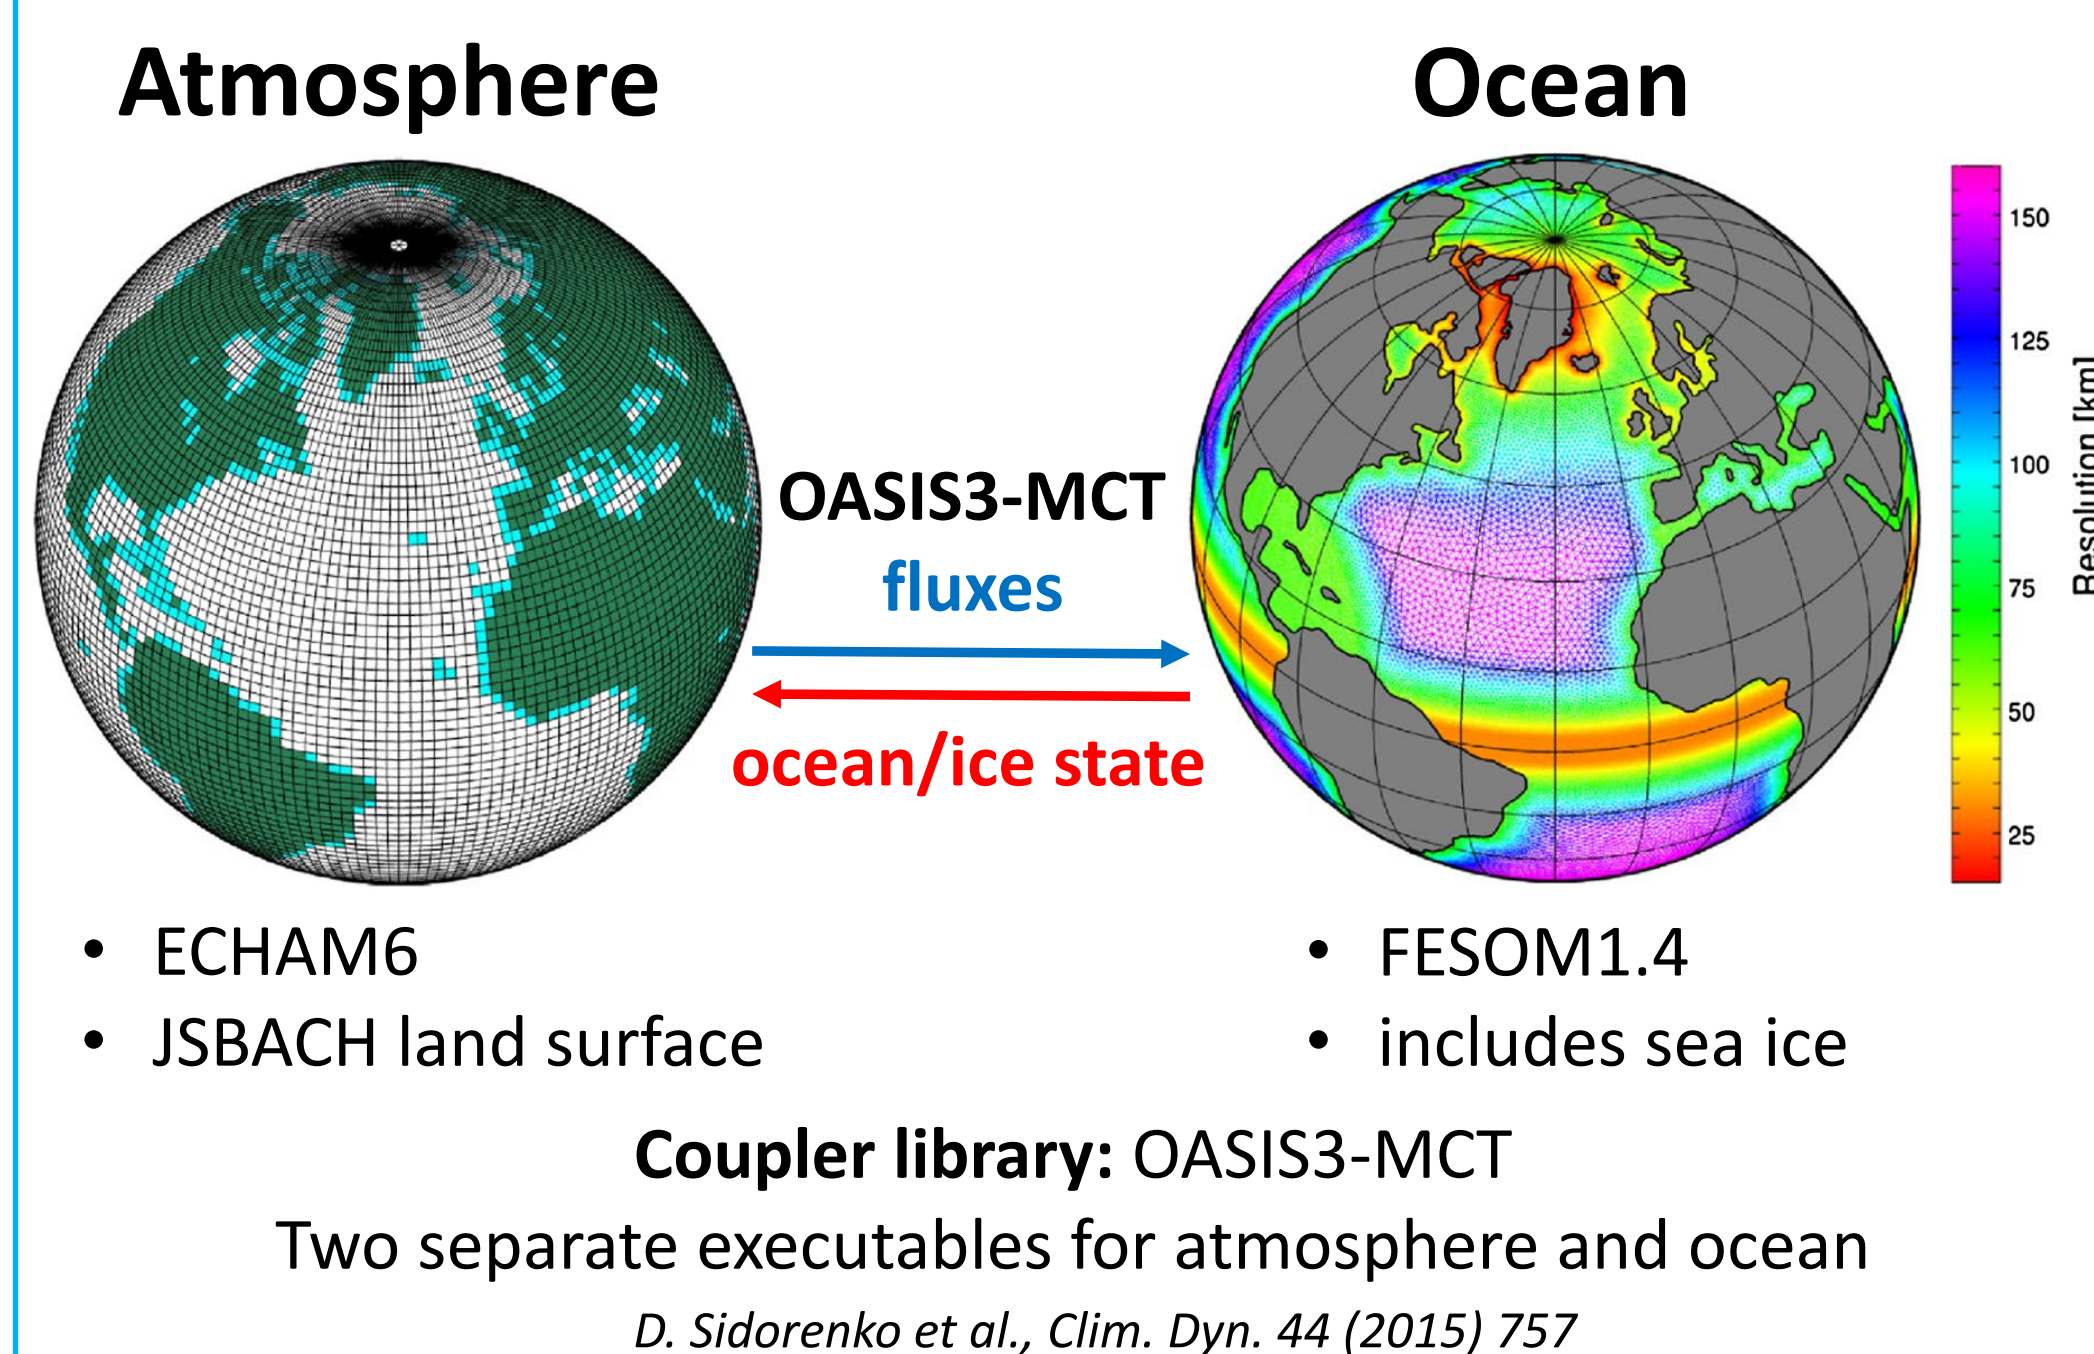 Atmosphere
Ocean
150
125
100
75
50
25
Resolution [km]
OASIS3-MCT
fluxes
ocean/ice state
• ECHAM6
• JSBACH land surface
• FESOM1.4
• includes sea ice
Coupler library: OASIS3-MCT
Two separate executables for atmosphere and ocean
D. Sidorenko et al., Clim. Dyn. 44 (2015) 757